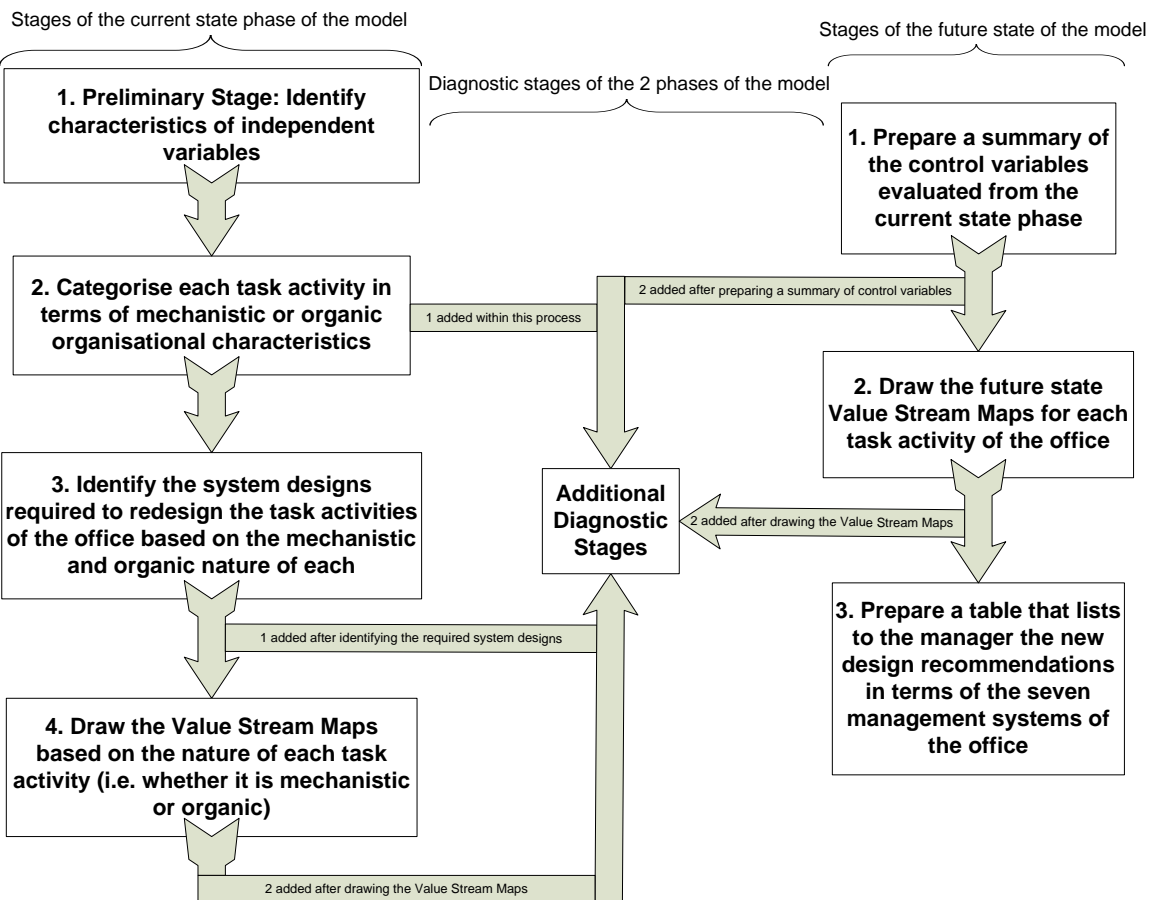 Stages of the current state phase of the model
1. Preliminary Stage: Identify
characteristics of independent
variables
2. Categorise each task activity in
terms of mechanistic or organic
organisational characteristics
3. Identify the system designs
required to redesign the task activities
of the office based on the mechanistic
and organic nature of each
4. Draw the Value Stream Maps
based on the nature of each task
activity (i.e. whether it is mechanistic
or organic)
Diagnostic stages of the 2 phases of the model
1 added within this process
2 added after preparing a summary of control variables
Additional
Diagnostic
Stages
2 added after drawing the Value Stream Maps
1 added after identifying the required system designs
2 added after drawing the Value Stream Maps
Stages of the future state of the model
1. Prepare a summary of
the control variables
evaluated from the
current state phase
2. Draw the future state
Value Stream Maps for each
task activity of the office
3. Prepare a table that lists
to the manager the new
design recommendations
in terms of the seven
management systems of
the office